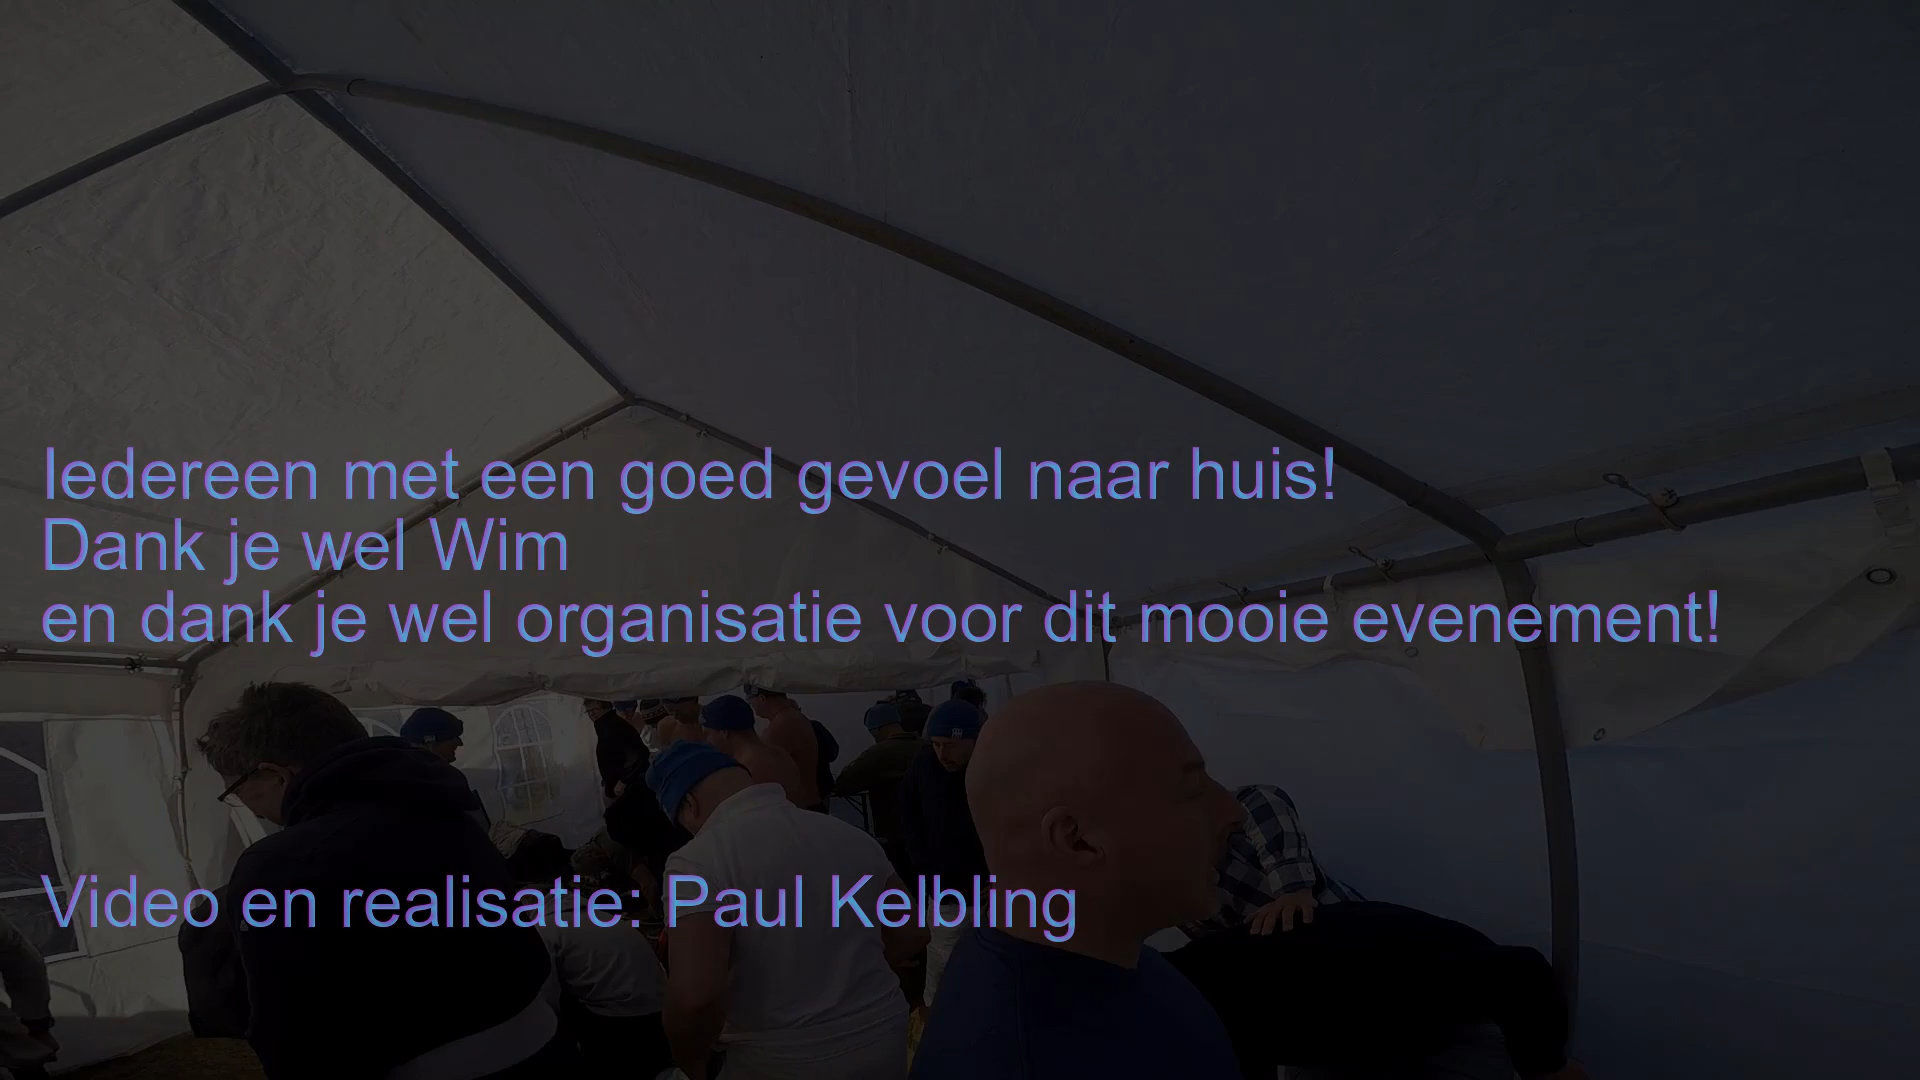 Iedereen met een goed gevoel naar huis!
Dank je wel Wim
en dank je wel organisatie voor dit mooie evenement!
Video en realisatie: Paul Kelbling